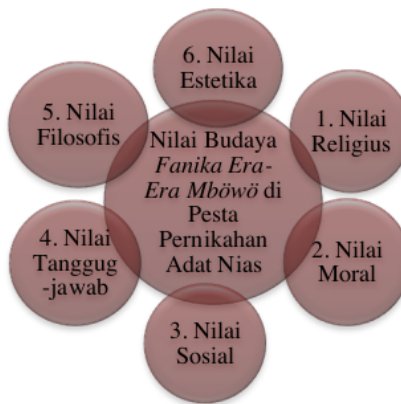 6. Nilai
Estetika
5. Nilai
Filosofis
Nilai Budaya
Fanika Era-
Era Mböwö di
Pesta
Pernikahan
Adat Nias
1. Nilai
Religius
4. Nilai
Tanggug
-jawab
2. Nilai
Moral
3. Nilai
Sosial